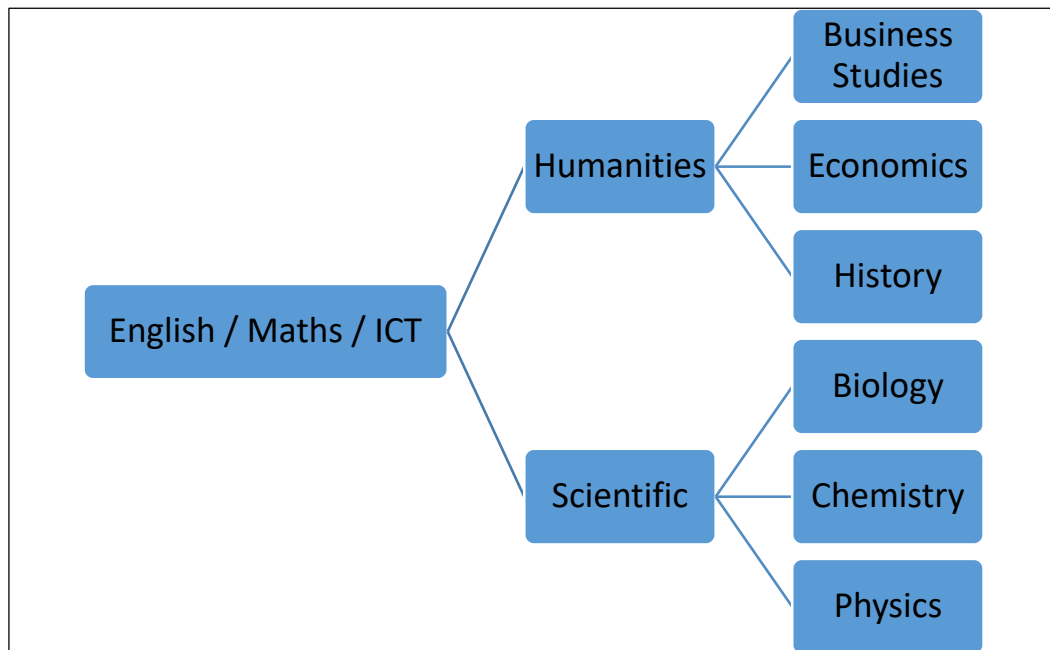 English / Maths / ICT
Humanities
Business
Studies
Economics
History
Scientific
Biology
Chemistry
Physics